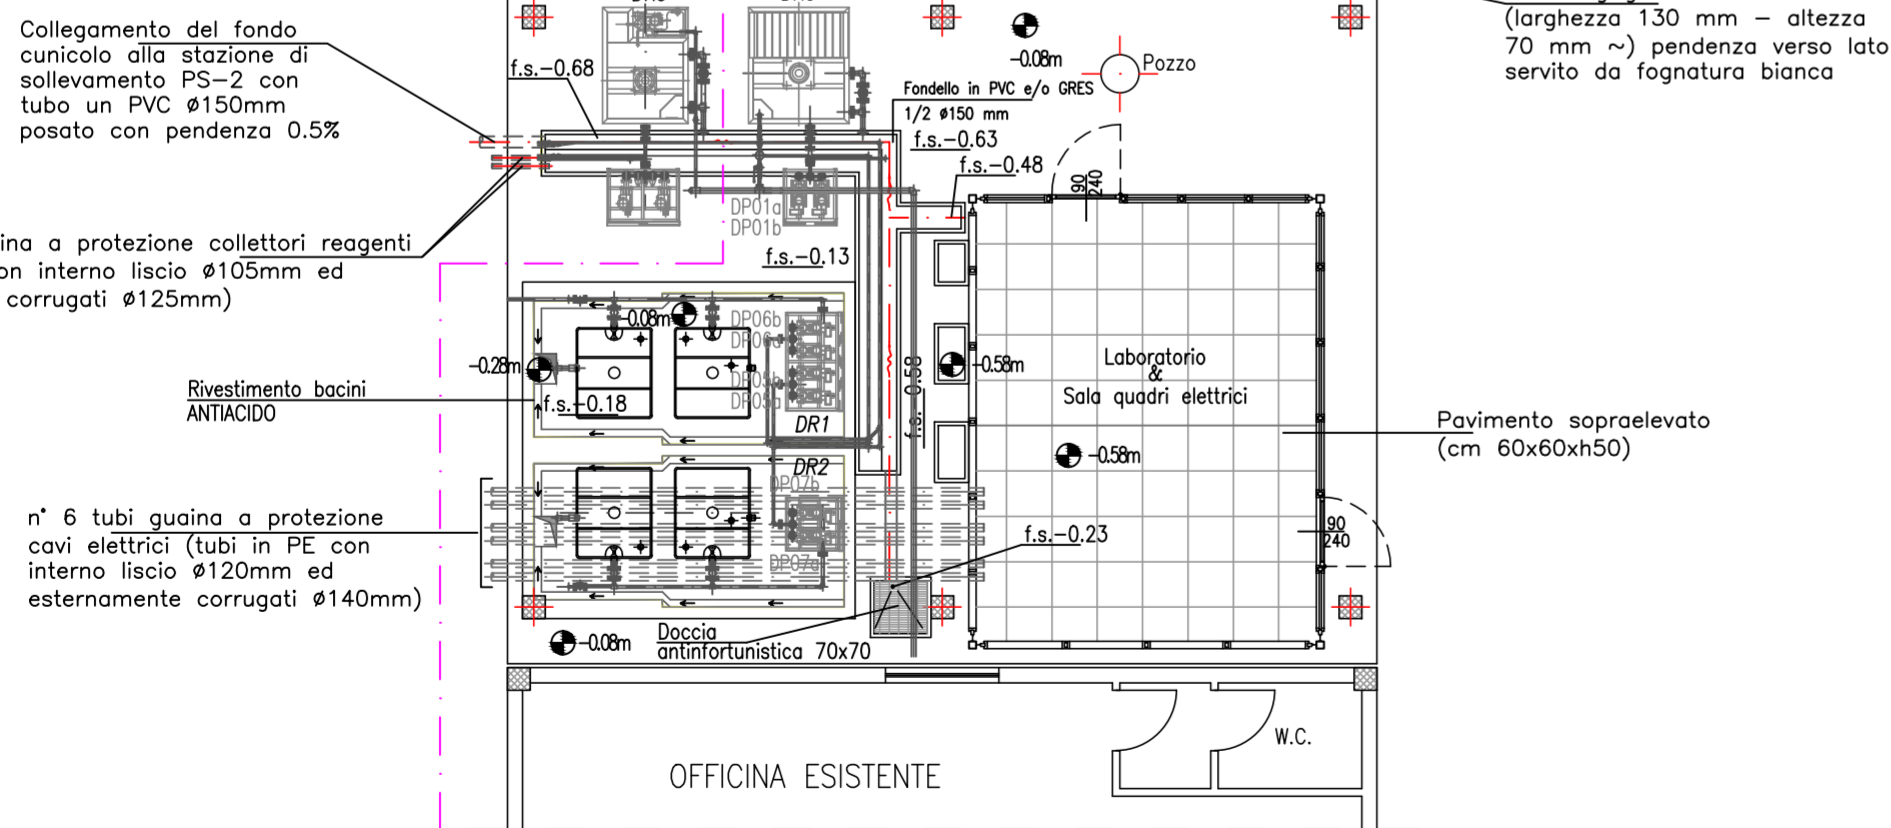 Collegamento del fondo
cunicolo alla stazione di
sollevamento PS-2 con
tubo un PVC ø150mm
posato con pendenza 0.5%
ina a protezione collettori reagenti
on interno liscio ø105mm ed
corrugati ø125mm)
Rivestimento bacini
ANTIACIDO
n° 6 tubi guaina a protezione
cavi elettrici (tubi in PE con
interno liscio ø120mm ed
esternamente corrugati ø140mm)
f.s.-0.68
-0.08m
Pozzo
Fondello in PVC e/o GRES
1/2 ø150 mm
f.s.-0.63
f.s.-0.48
90
240
DP01a
DP01b
f.s.-0.13
-0.08m
DP06b
DP06a
DP05b
DP05a
-0.28m
f.s.-0.18
DR1
f.s. -0.58
-0.58m
Laboratorio
&
Sala quadri elettrici
-0.58m
DR2
DP07b
DP07a
f.s.-0.23
90
240
-0.08m
Doccia
antinfortunistica 70x70
W.C.
OFFICINA ESISTENTE
(larghezza 130 mm - altezza
70 mm ~) pendenza verso lato
servito da fognatura bianca
Pavimento sopraelevato
(cm 60x60xh50)